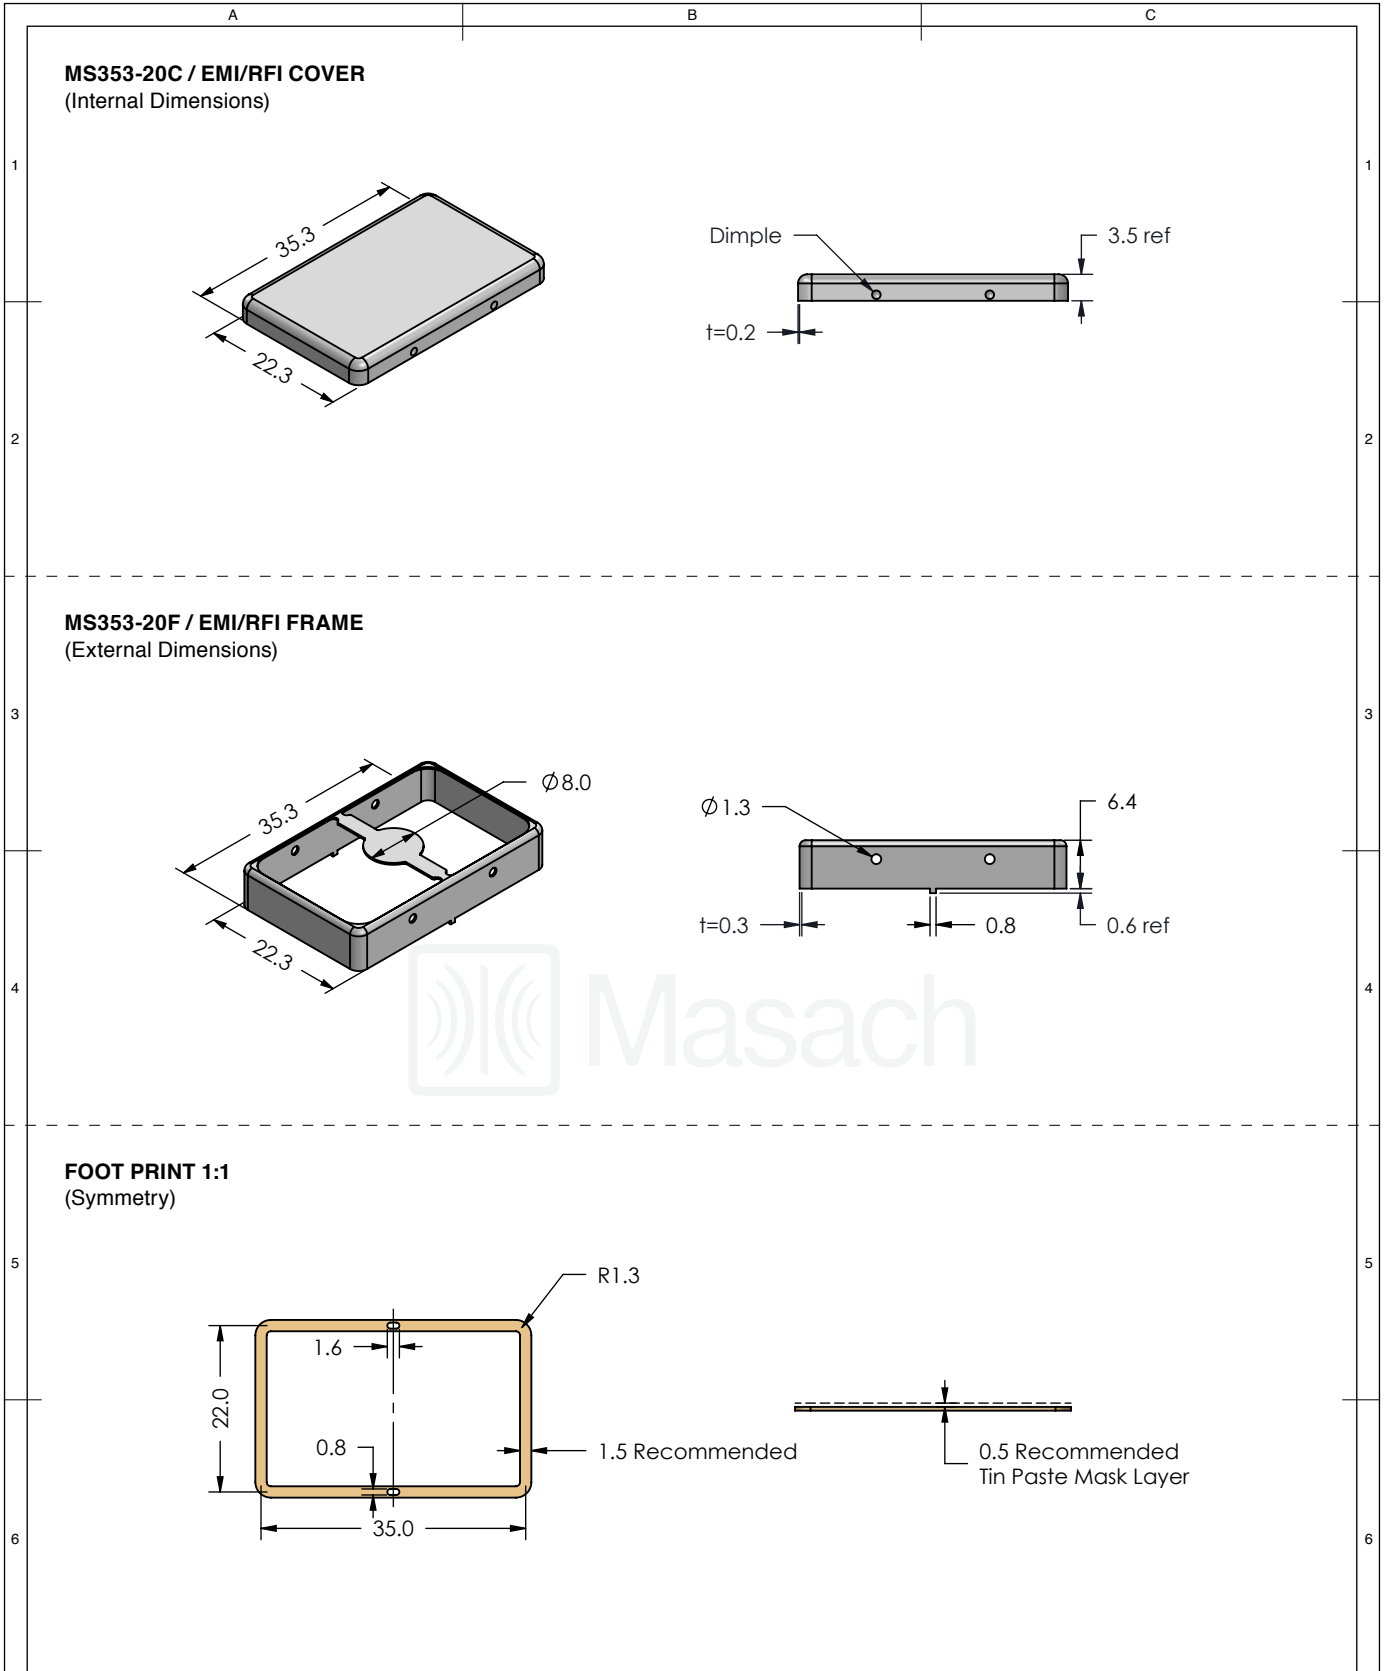 A B C
MS353-20C / EMI/RFI COVER
(Internal Dimensions)
1 1
35.3
22.3
Dimple
3.5 ref
t=0.2
2 2
MS353-20F / EMI/RFI FRAME
(External Dimensions)
3 3
35.3
Ø8.0
22.3
Ø1.3
6.4
t=0.3
0.8
0.6 ref
4 4
Masach
FOOT PRINT 1:1
(Symmetry)
5 5
R1.3
1.6
22.0
0.8
1.5 Recommended
35.0
0.5 Recommended
Tin Paste Mask Layer
6 6